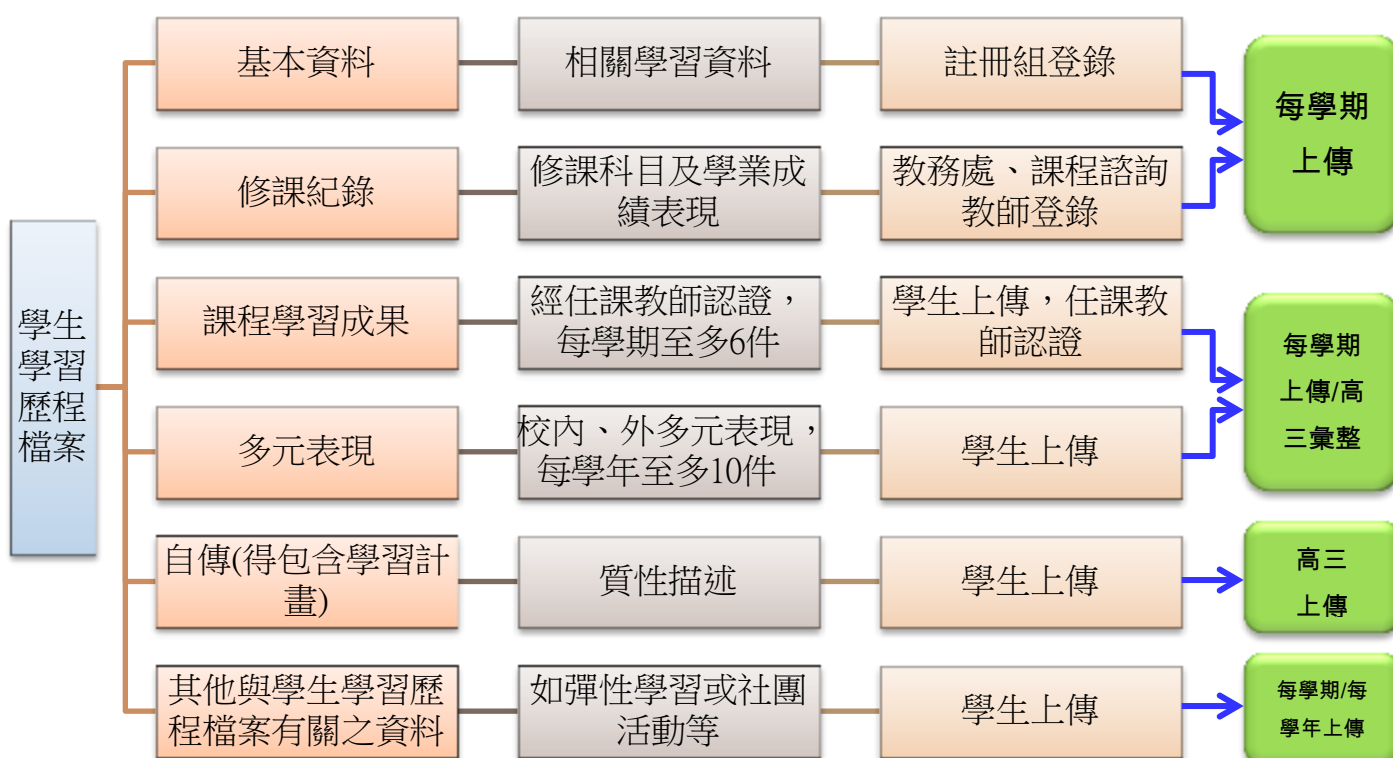 學生
學習
歷程
檔案
基本資料
相關學習資料
註冊組登錄
每學期
上傳
修課紀錄
修課科目及學業成
績表現
教務處、課程諮詢
教師登錄
課程學習成果
經任課教師認證，
每學期至多6件
學生上傳，任課教
師認證
每學期
上傳/高
三彙整
多元表現
校內、外多元表現，
每學年至多10件
學生上傳
自傳(得包含學習計
畫)
質性描述
學生上傳
高三
上傳
其他與學生學習歷
程檔案有關之資料
如彈性學習或社團
活動等
學生上傳
每學期/每
學年上傳